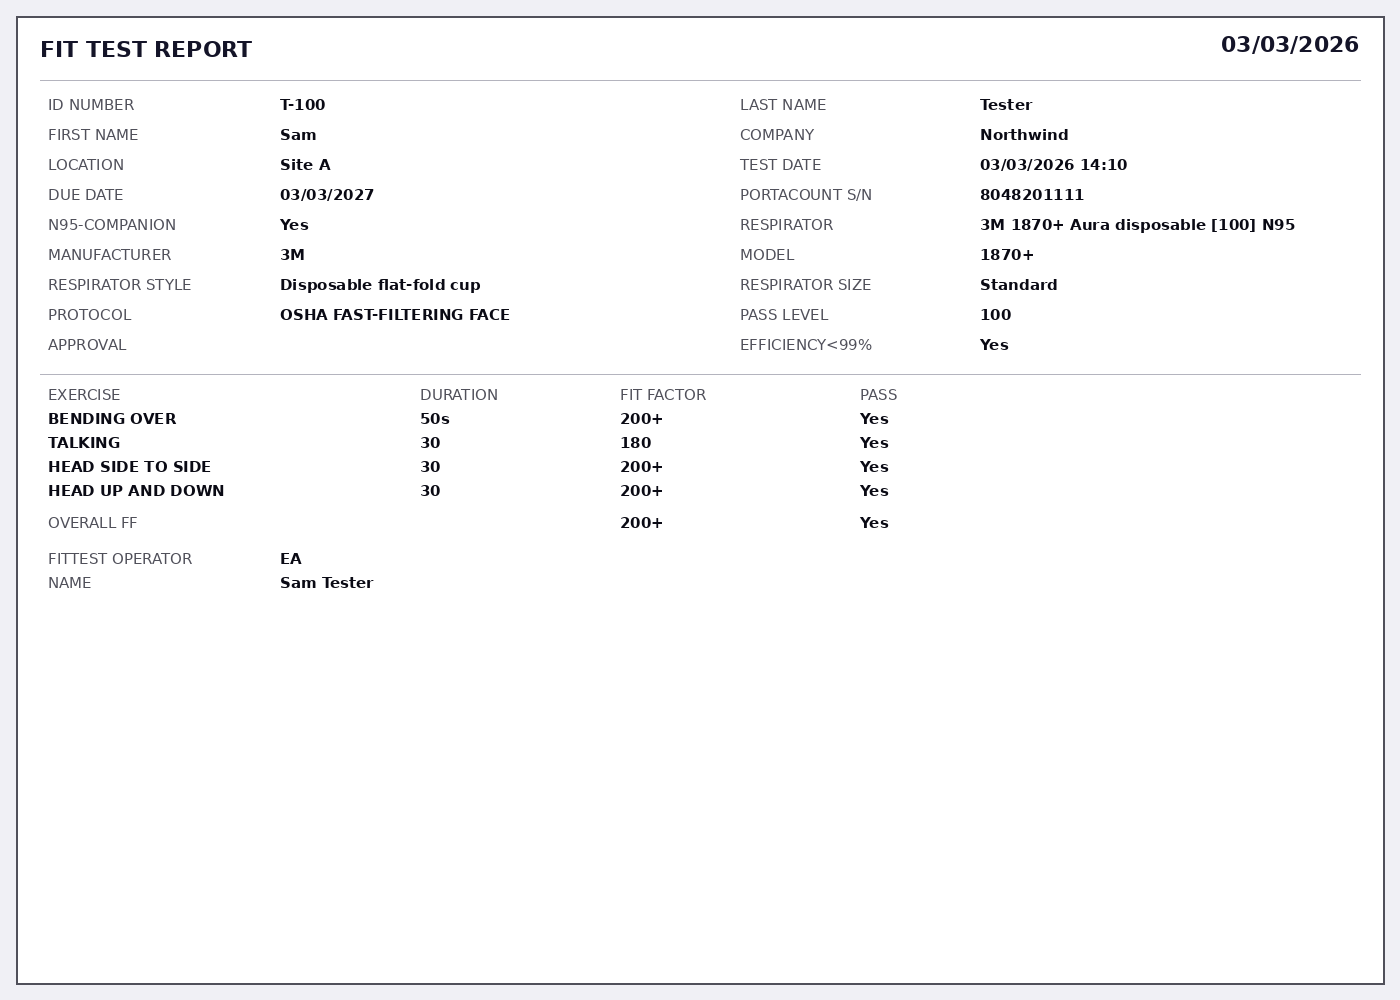 FIT TEST REPORT 03/03/2026
ID NUMBER T-100 LAST NAME Tester
FIRST NAME Sam COMPANY Northwind
LOCATION Site A TEST DATE 03/03/2026 14:10
DUE DATE 03/03/2027 PORTACOUNT S/N 8048201111
N95-COMPANION Yes RESPIRATOR 3M 1870+ Aura disposable [100] N95
MANUFACTURER 3M MODEL 1870+
RESPIRATOR STYLE Disposable flat-fold cup RESPIRATOR SIZE Standard
PROTOCOL OSHA FAST-FILTERING FACE PASS LEVEL 100
APPROVAL EFFICIENCY<99% Yes
EXERCISE DURATION FIT FACTOR PASS
BENDING OVER 50s 200+ Yes
TALKING 30 180 Yes
HEAD SIDE TO SIDE 30 200+ Yes
HEAD UP AND DOWN 30 200+ Yes
OVERALL FF 200+ Yes
FITTEST OPERATOR EA
NAME Sam Tester